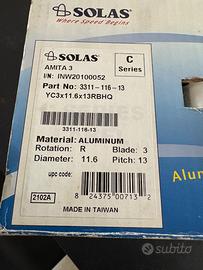 SOLAS
Where Speed Begins
SOLAS
AMITA 3
I/N: INW20100052
C
Series
Part No: 3311-116-13
YC3x11.6x13RBHQ
3311-116-13
Material: ALUMINUM
Rotation: R Blade: 3
Diameter: 11.6 Pitch: 13
upc code:
8 24375 00713 2
2102A
MADE IN TAIWAN
Alum
subito